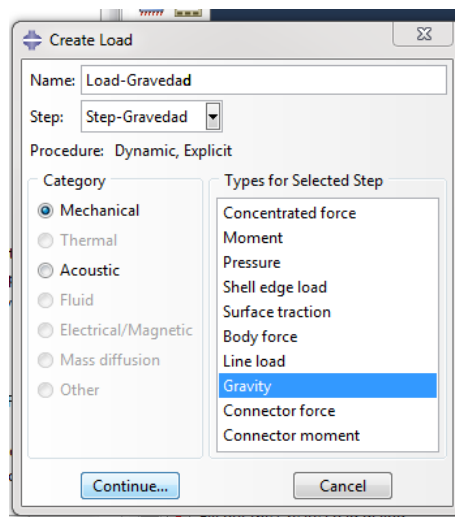 Create Load
Name: Load-Gravedad
Step: Step-Gravedad
Procedure: Dynamic, Explicit
Category
Mechanical
Thermal
Acoustic
Fluid
Electrical/Magnetic
Mass diffusion
Other
Types for Selected Step
Concentrated force
Moment
Pressure
Shell edge load
Surface traction
Body force
Line load
Gravity
Connector force
Connector moment
Continue...
Cancel